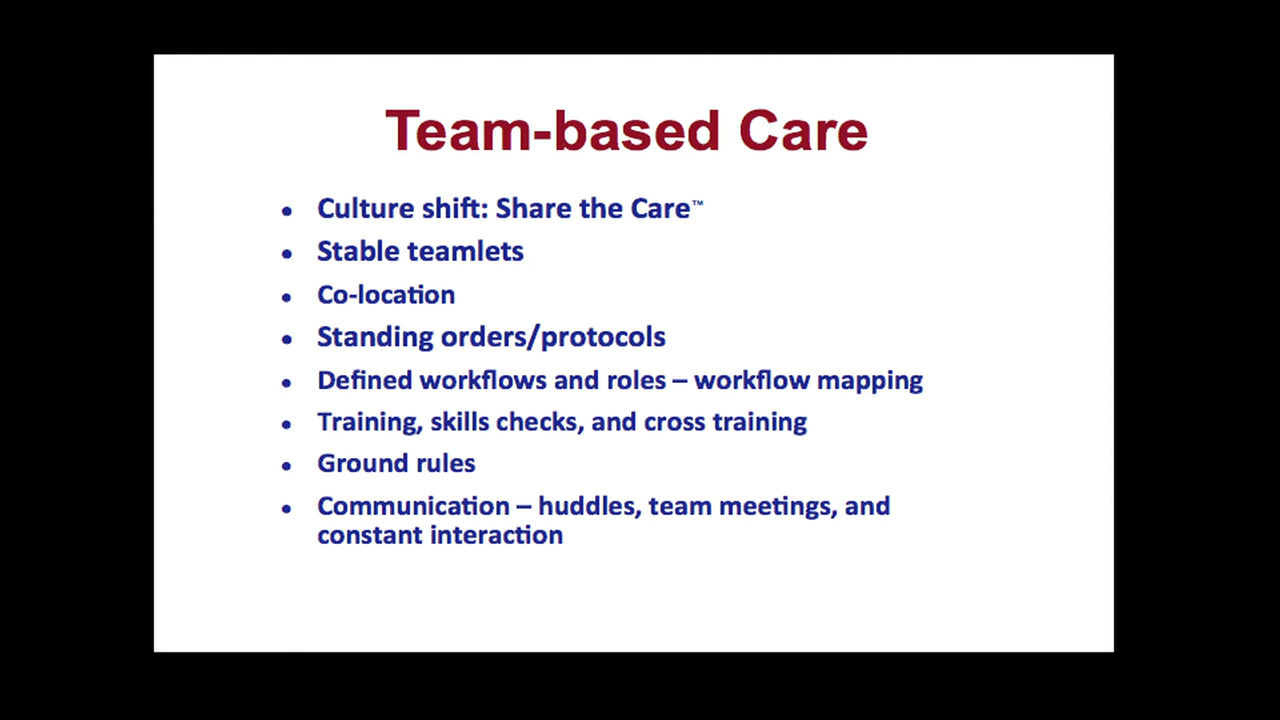 Team-based Care
• Culture shift: Share the Care™
• Stable teamlets
• Co-location
• Standing orders/protocols
• Defined workflows and roles – workflow mapping
• Training, skills checks, and cross training
• Ground rules
• Communication – huddles, team meetings, and
constant interaction